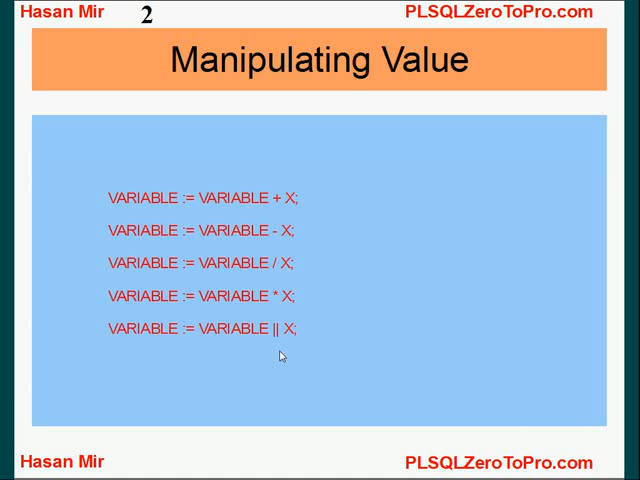 Hasan Mir 2 PLSQLZeroToPro.com
Manipulating Value
VARIABLE := VARIABLE + X;
VARIABLE := VARIABLE - X;
VARIABLE := VARIABLE / X;
VARIABLE := VARIABLE * X;
VARIABLE := VARIABLE || X;
Hasan Mir PLSQLZeroToPro.com